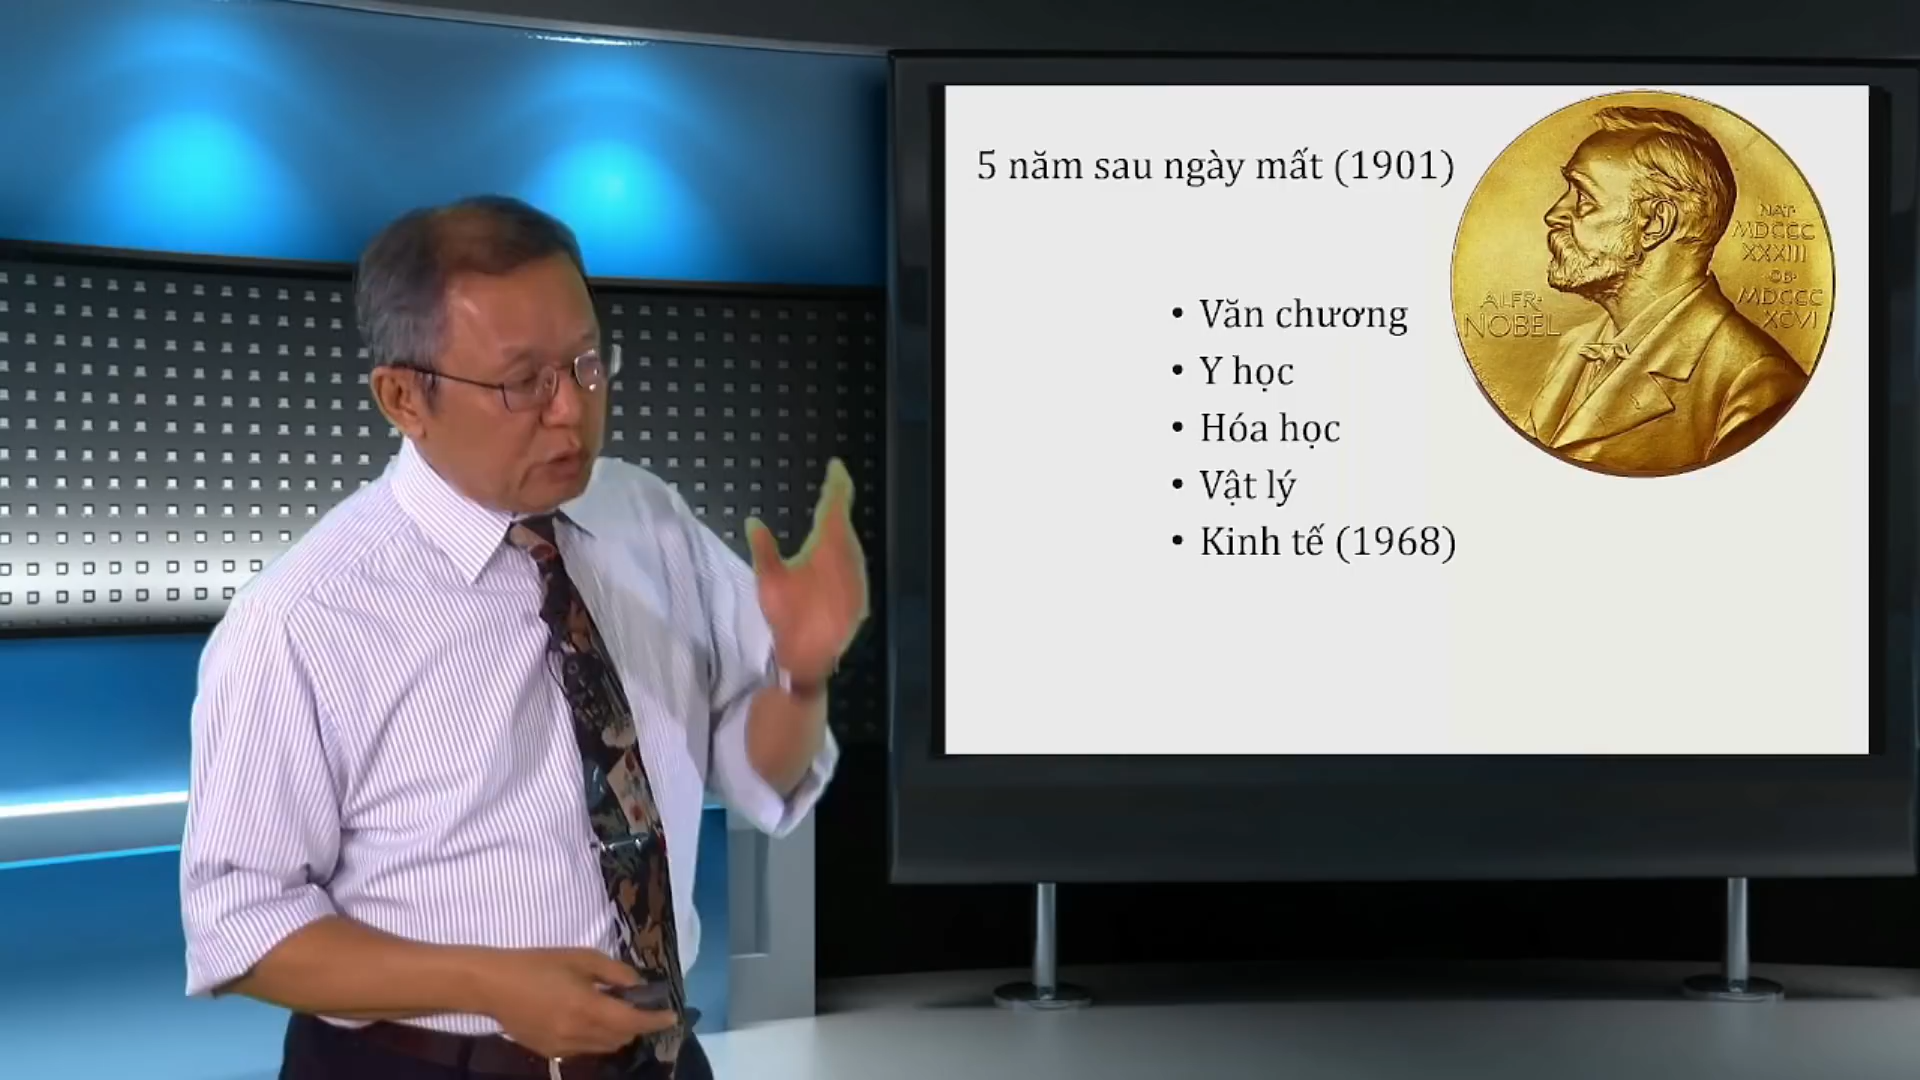 5 năm sau ngày mất (1901)
• Văn chương
• Y học
• Hóa học
• Vật lý
• Kinh tế (1968)
ALFR·
NOBEL
NAT·
MDCCC
XXXIII
·OB·
MDCCC
XCVI